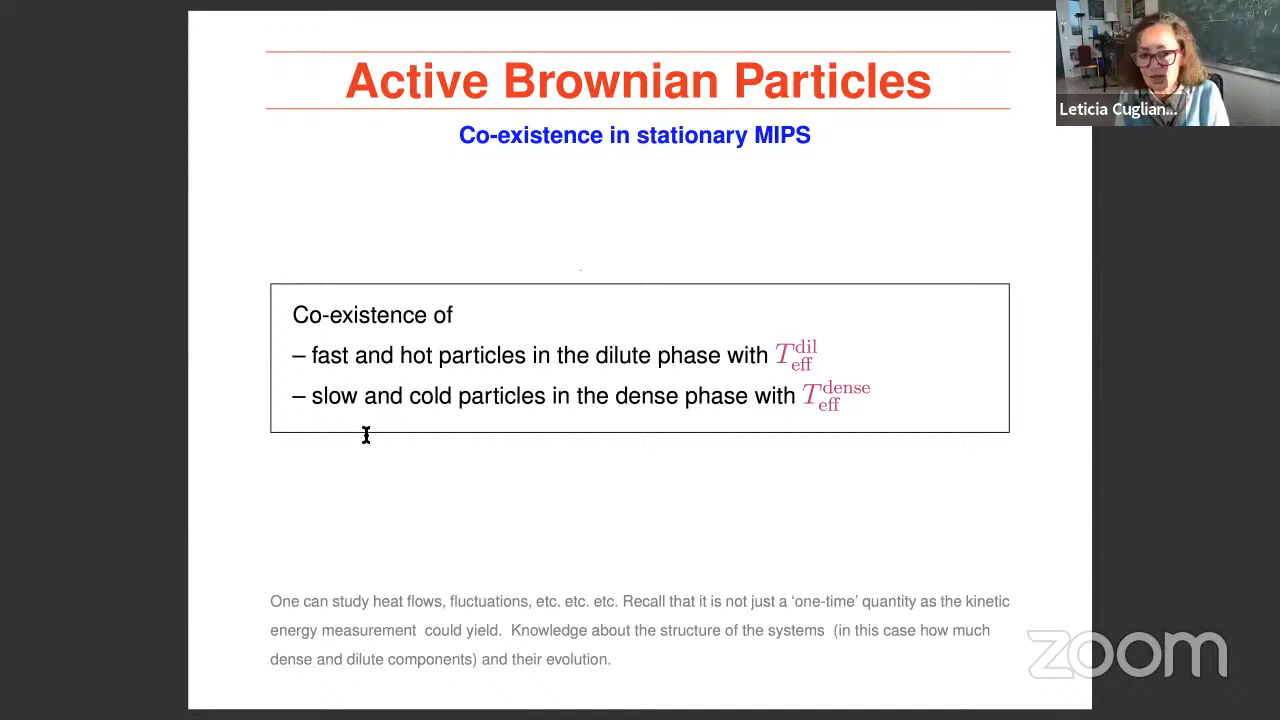 Active Brownian Particles
Leticia Cuglian...
Co-existence in stationary MIPS
Co-existence of
– fast and hot particles in the dilute phase with T_eff^dil
– slow and cold particles in the dense phase with T_eff^dense
One can study heat flows, fluctuations, etc. etc. etc. Recall that it is not just a ‘one-time’ quantity as the kinetic
energy measurement could yield. Knowledge about the structure of the systems (in this case how much
dense and dilute components) and their evolution.
zoom